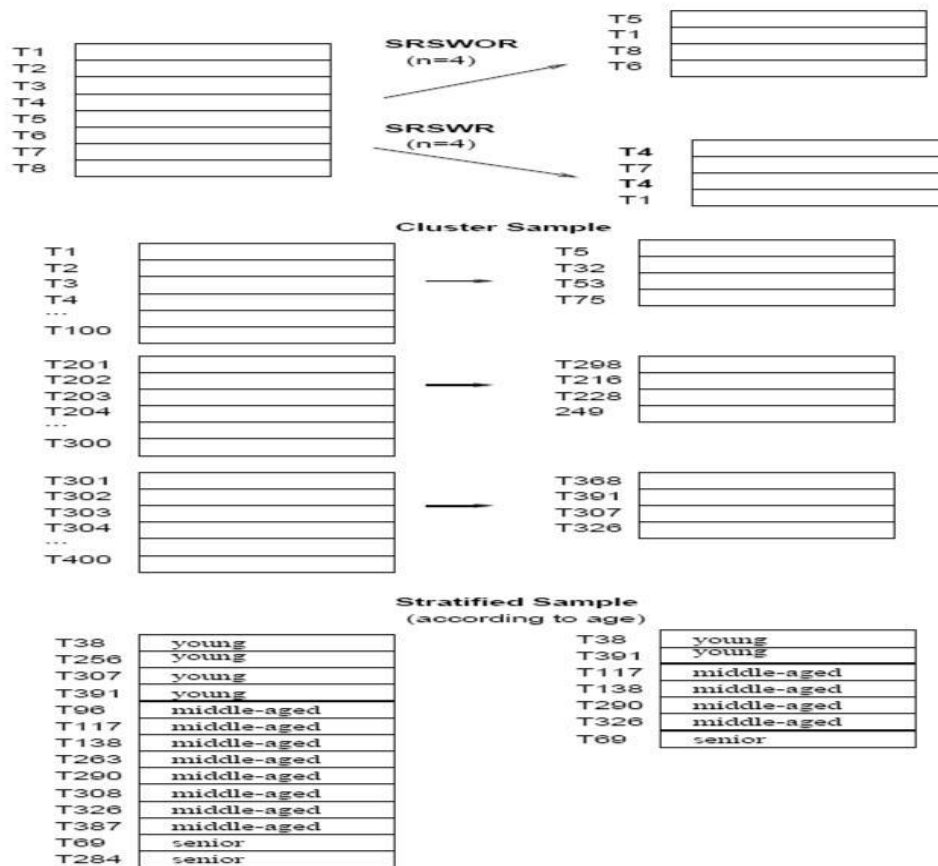 T1
T2
T3
T4
T5
T6
T7
T8
SRSWOR
(n=4)
SRSWR
(n=4)
T5
T1
T8
T6
T4
T7
T4
T1
Cluster Sample
T1
T2
T3
T4
...
T100
T5
T32
T53
T75
T201
T202
T203
T204
...
T300
T298
T216
T228
249
T301
T302
T303
T304
...
T400
T368
T391
T307
T326
Stratified Sample
(according to age)
T38 young
T256 young
T307 young
T391 young
T96 middle-aged
T117 middle-aged
T138 middle-aged
T263 middle-aged
T290 middle-aged
T308 middle-aged
T326 middle-aged
T387 middle-aged
T69 senior
T284 senior
T38 young
T391 young
T117 middle-aged
T138 middle-aged
T290 middle-aged
T326 middle-aged
T69 senior